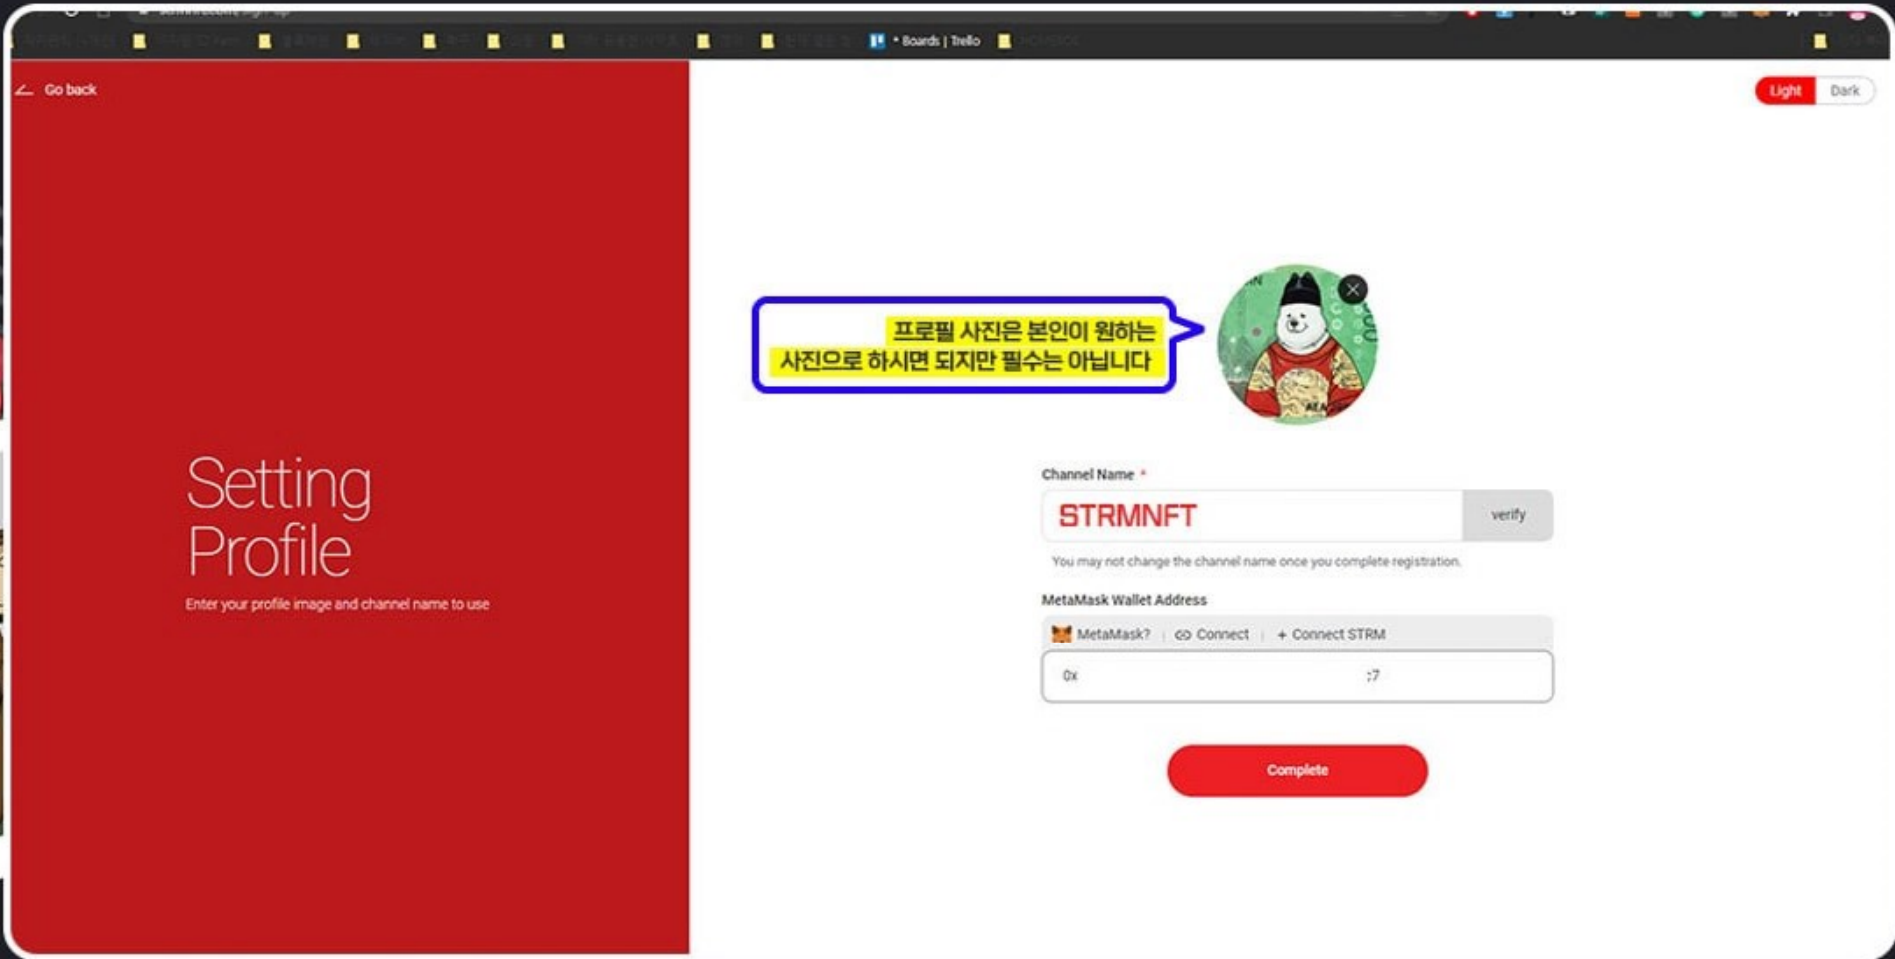 * Boards | Trello
Go back
Light
Dark
프로필 사진은 본인이 원하는
사진으로 하시면 되지만 필수는 아닙니다
Setting
Profile
Enter your profile image and channel name to use
Channel Name *
STRMNFT
verify
You may not change the channel name once you complete registration.
MetaMask Wallet Address
MetaMask? | Connect | + Connect STRM
0x :7
Complete